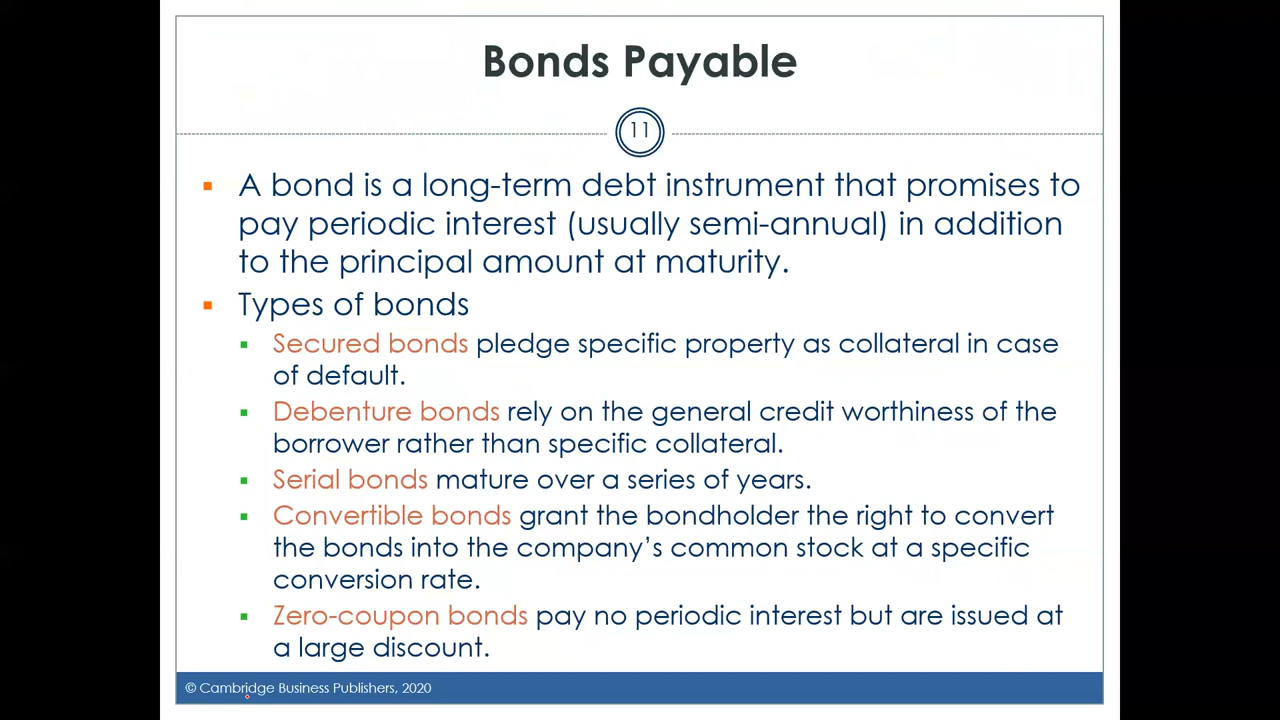 Bonds Payable
11
▪ A bond is a long-term debt instrument that promises to
pay periodic interest (usually semi-annual) in addition
to the principal amount at maturity.
▪ Types of bonds
▪ Secured bonds pledge specific property as collateral in case
of default.
▪ Debenture bonds rely on the general credit worthiness of the
borrower rather than specific collateral.
▪ Serial bonds mature over a series of years.
▪ Convertible bonds grant the bondholder the right to convert
the bonds into the company’s common stock at a specific
conversion rate.
▪ Zero-coupon bonds pay no periodic interest but are issued at
a large discount.
© Cambridge Business Publishers, 2020